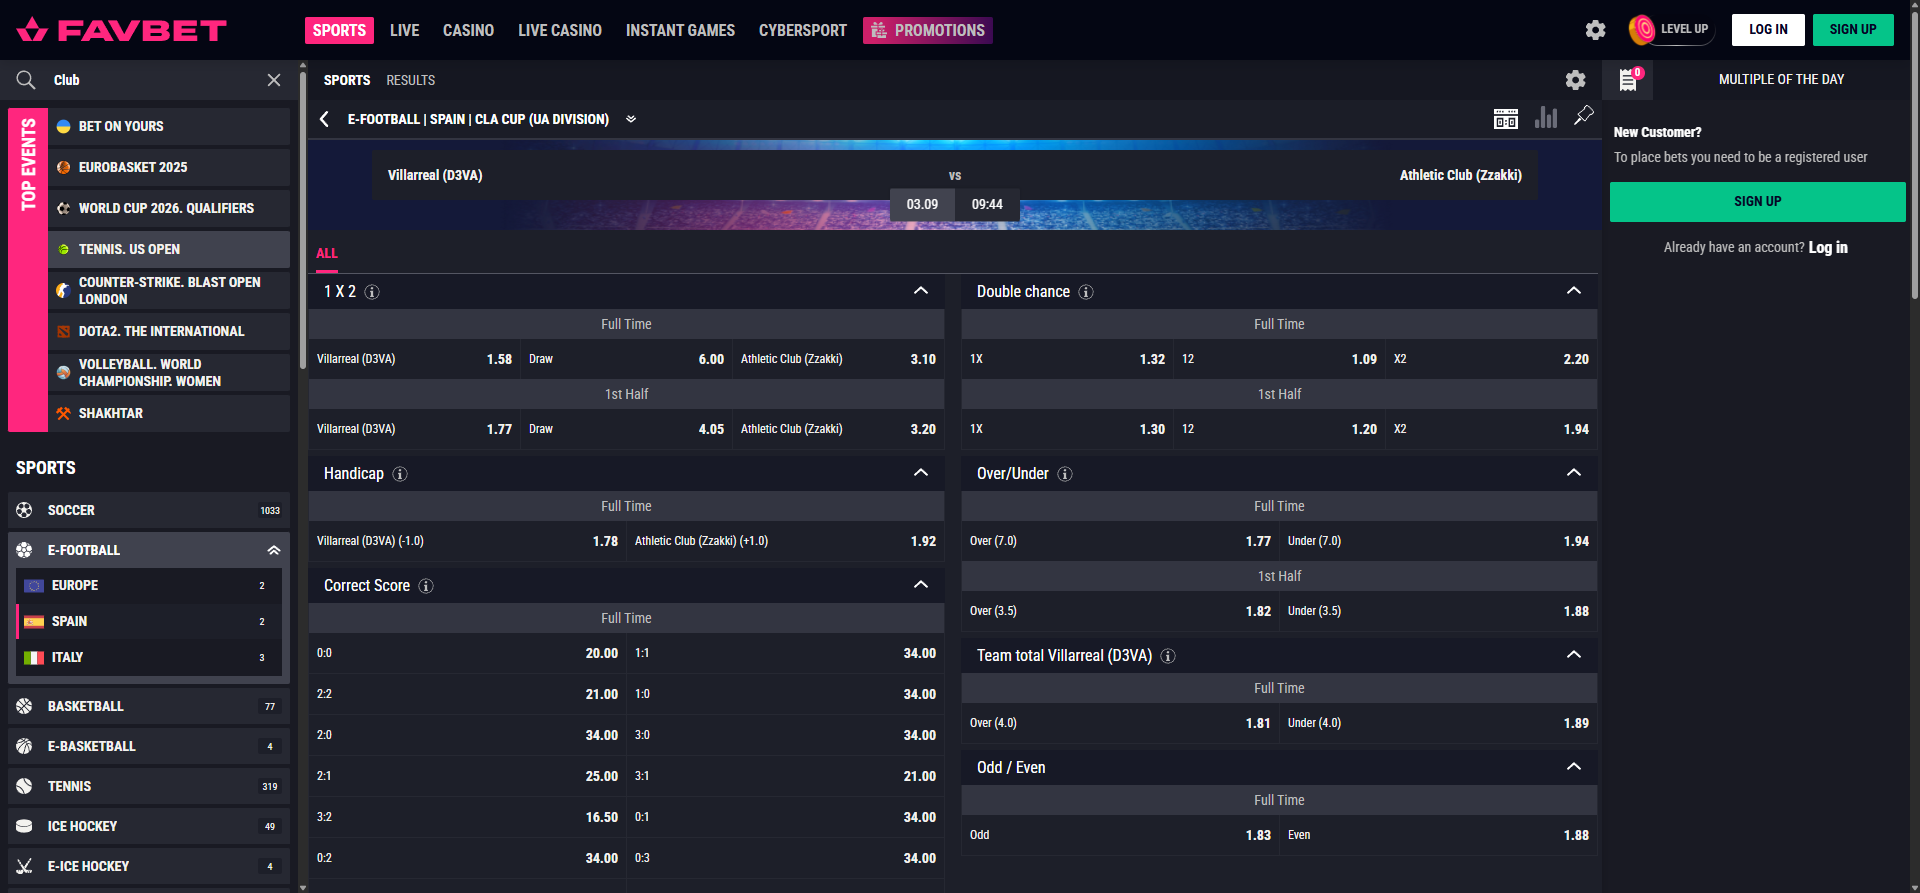 FAVBET
SPORTS LIVE CASINO LIVE CASINO INSTANT GAMES CYBERSPORT PROMOTIONS
LEVEL UP LOG IN SIGN UP
Club
TOP EVENTS
BET ON YOURS
EUROBASKET 2025
WORLD CUP 2026. QUALIFIERS
TENNIS. US OPEN
COUNTER-STRIKE. BLAST OPEN
LONDON
DOTA2. THE INTERNATIONAL
VOLLEYBALL. WORLD
CHAMPIONSHIP. WOMEN
SHAKHTAR
SPORTS
SOCCER 1033
E-FOOTBALL
EUROPE 2
SPAIN 2
ITALY 3
BASKETBALL 77
E-BASKETBALL 4
TENNIS 319
ICE HOCKEY 49
E-ICE HOCKEY 4
SPORTS RESULTS
E-FOOTBALL | SPAIN | CLA CUP (UA DIVISION)
0:0
Villarreal (D3VA) vs Athletic Club (Zzakki)
03.09 09:44
ALL
1 X 2
Full Time
Villarreal (D3VA) 1.58 Draw 6.00 Athletic Club (Zzakki) 3.10
1st Half
Villarreal (D3VA) 1.77 Draw 4.05 Athletic Club (Zzakki) 3.20
Handicap
Full Time
Villarreal (D3VA) (-1.0) 1.78 Athletic Club (Zzakki) (+1.0) 1.92
Correct Score
Full Time
0:0 20.00 1:1 34.00
2:2 21.00 1:0 34.00
2:0 34.00 3:0 34.00
2:1 25.00 3:1 21.00
3:2 16.50 0:1 34.00
0:2 34.00 0:3 34.00
Double chance
Full Time
1X 1.32 12 1.09 X2 2.20
1st Half
1X 1.30 12 1.20 X2 1.94
Over/Under
Full Time
Over (7.0) 1.77 Under (7.0) 1.94
1st Half
Over (3.5) 1.82 Under (3.5) 1.88
Team total Villarreal (D3VA)
Full Time
Over (4.0) 1.81 Under (4.0) 1.89
Odd / Even
Full Time
Odd 1.83 Even 1.88
0 MULTIPLE OF THE DAY
New Customer?
To place bets you need to be a registered user
SIGN UP
Already have an account? Log in